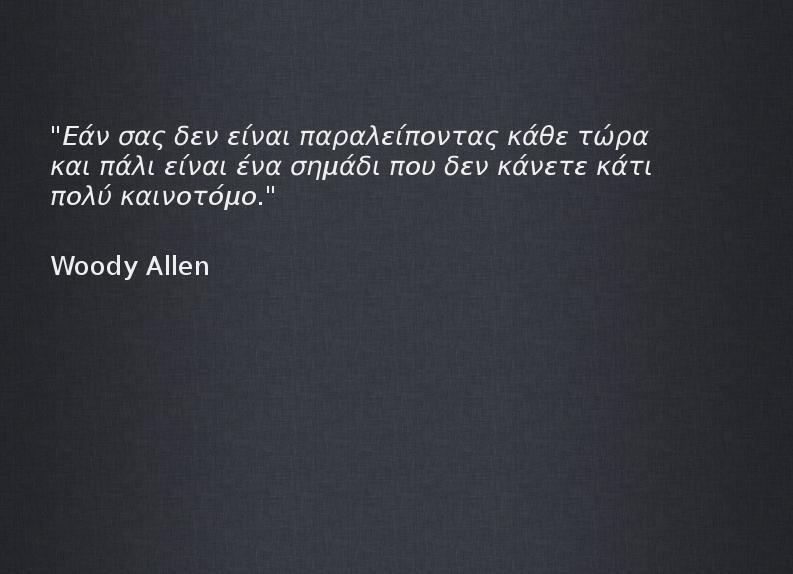 "Εάν σας δεν είναι παραλείποντας κάθε τώρα
και πάλι είναι ένα σημάδι που δεν κάνετε κάτι
πολύ καινοτόμο."
Woody Allen